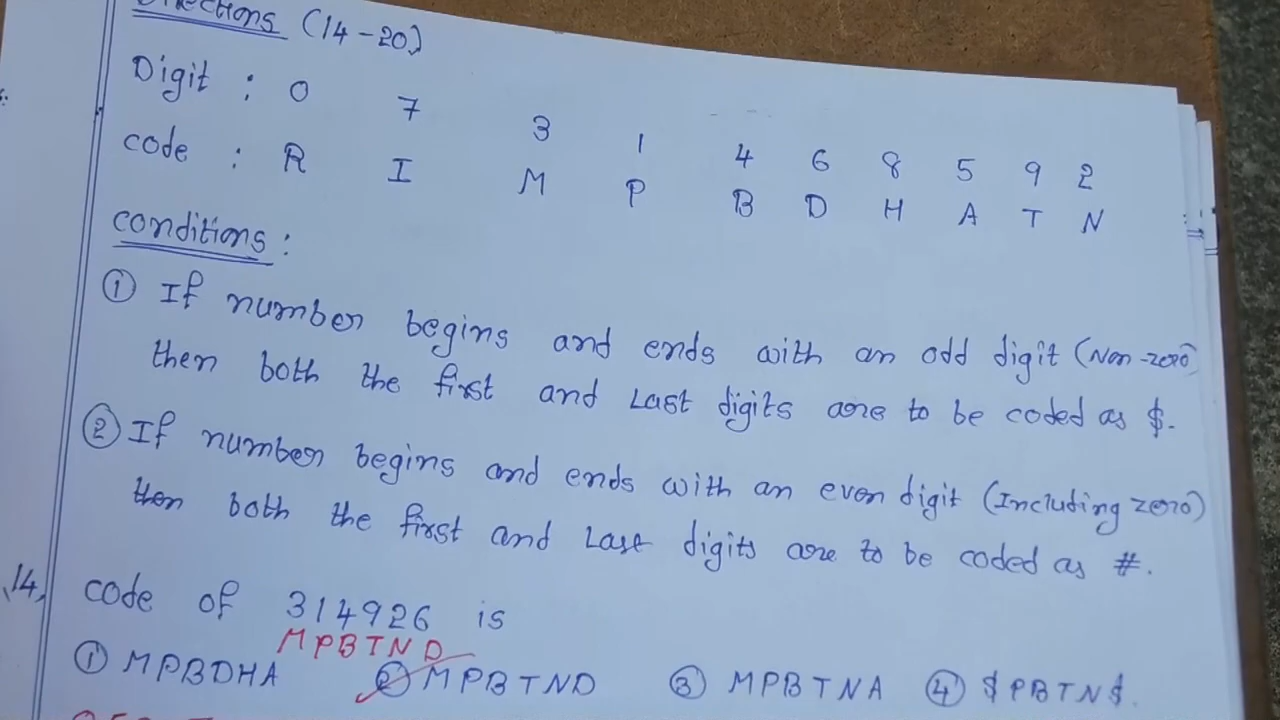 Directions (14-20)
Digit : 0 7 3 1 4 6 8 5 9 2
code : R I M P B D H A T N
conditions :
① If number begins and ends with an odd digit (Non-zero)
then both the first and Last digits are to be coded as $.
② If number begins and ends with an even digit (Including zero)
then both the first and Last digits are to be coded as #.
14, code of 314926 is
MPBTND
① MPBDHA ② MPBTND ③ MPBTNA ④ $PBTN$.